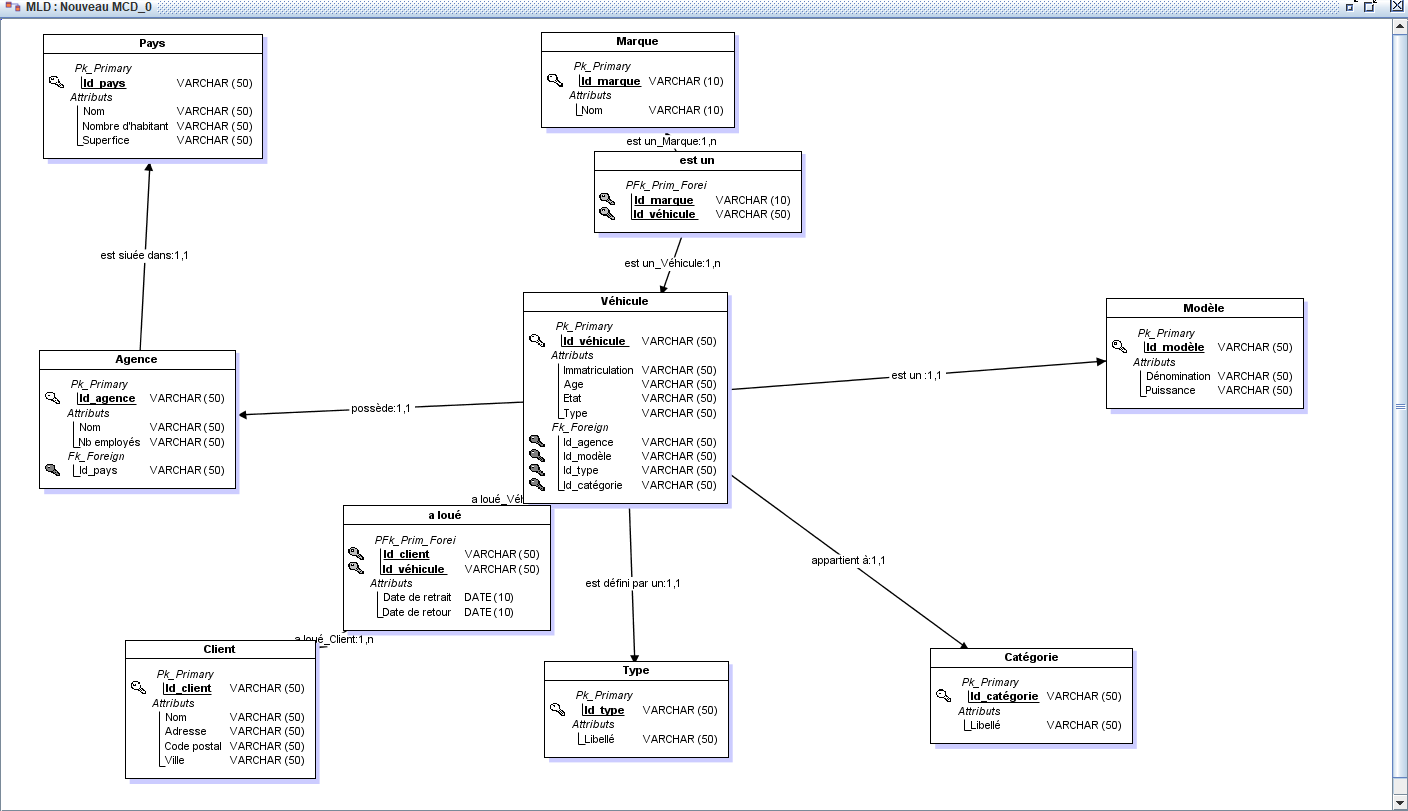 MLD : Nouveau MCD_0
Pays
Pk_Primary
Id_pays VARCHAR (50)
Attributs
Nom VARCHAR (50)
Nombre d'habitant VARCHAR (50)
Superfice VARCHAR (50)
Marque
Pk_Primary
Id_marque VARCHAR (10)
Attributs
Nom VARCHAR (10)
est un_Marque:1,n
est un
PFk_Prim_Forei
Id_marque VARCHAR (10)
Id_véhicule VARCHAR (50)
est siuée dans:1,1
est un_Véhicule:1,n
Véhicule
Pk_Primary
Id_véhicule VARCHAR (50)
Attributs
Immatriculation VARCHAR (50)
Age VARCHAR (50)
Etat VARCHAR (50)
Type VARCHAR (50)
Fk_Foreign
Id_agence VARCHAR (50)
Id_modèle VARCHAR (50)
Id_type VARCHAR (50)
Id_catégorie VARCHAR (50)
Modèle
Pk_Primary
Id_modèle VARCHAR (50)
Attributs
Dénomination VARCHAR (50)
Puissance VARCHAR (50)
est un :1,1
Agence
Pk_Primary
Id_agence VARCHAR (50)
Attributs
Nom VARCHAR (50)
Nb employés VARCHAR (50)
Fk_Foreign
Id_pays VARCHAR (50)
possède:1,1
a loué_Véh
a loué
PFk_Prim_Forei
Id_client VARCHAR (50)
Id_véhicule VARCHAR (50)
Attributs
Date de retrait DATE (10)
Date de retour DATE (10)
est défini par un:1,1
appartient à:1,1
a loué_Client:1,n
Client
Pk_Primary
Id_client VARCHAR (50)
Attributs
Nom VARCHAR (50)
Adresse VARCHAR (50)
Code postal VARCHAR (50)
Ville VARCHAR (50)
Type
Pk_Primary
Id_type VARCHAR (50)
Attributs
Libellé VARCHAR (50)
Catégorie
Pk_Primary
Id_catégorie VARCHAR (50)
Attributs
Libellé VARCHAR (50)